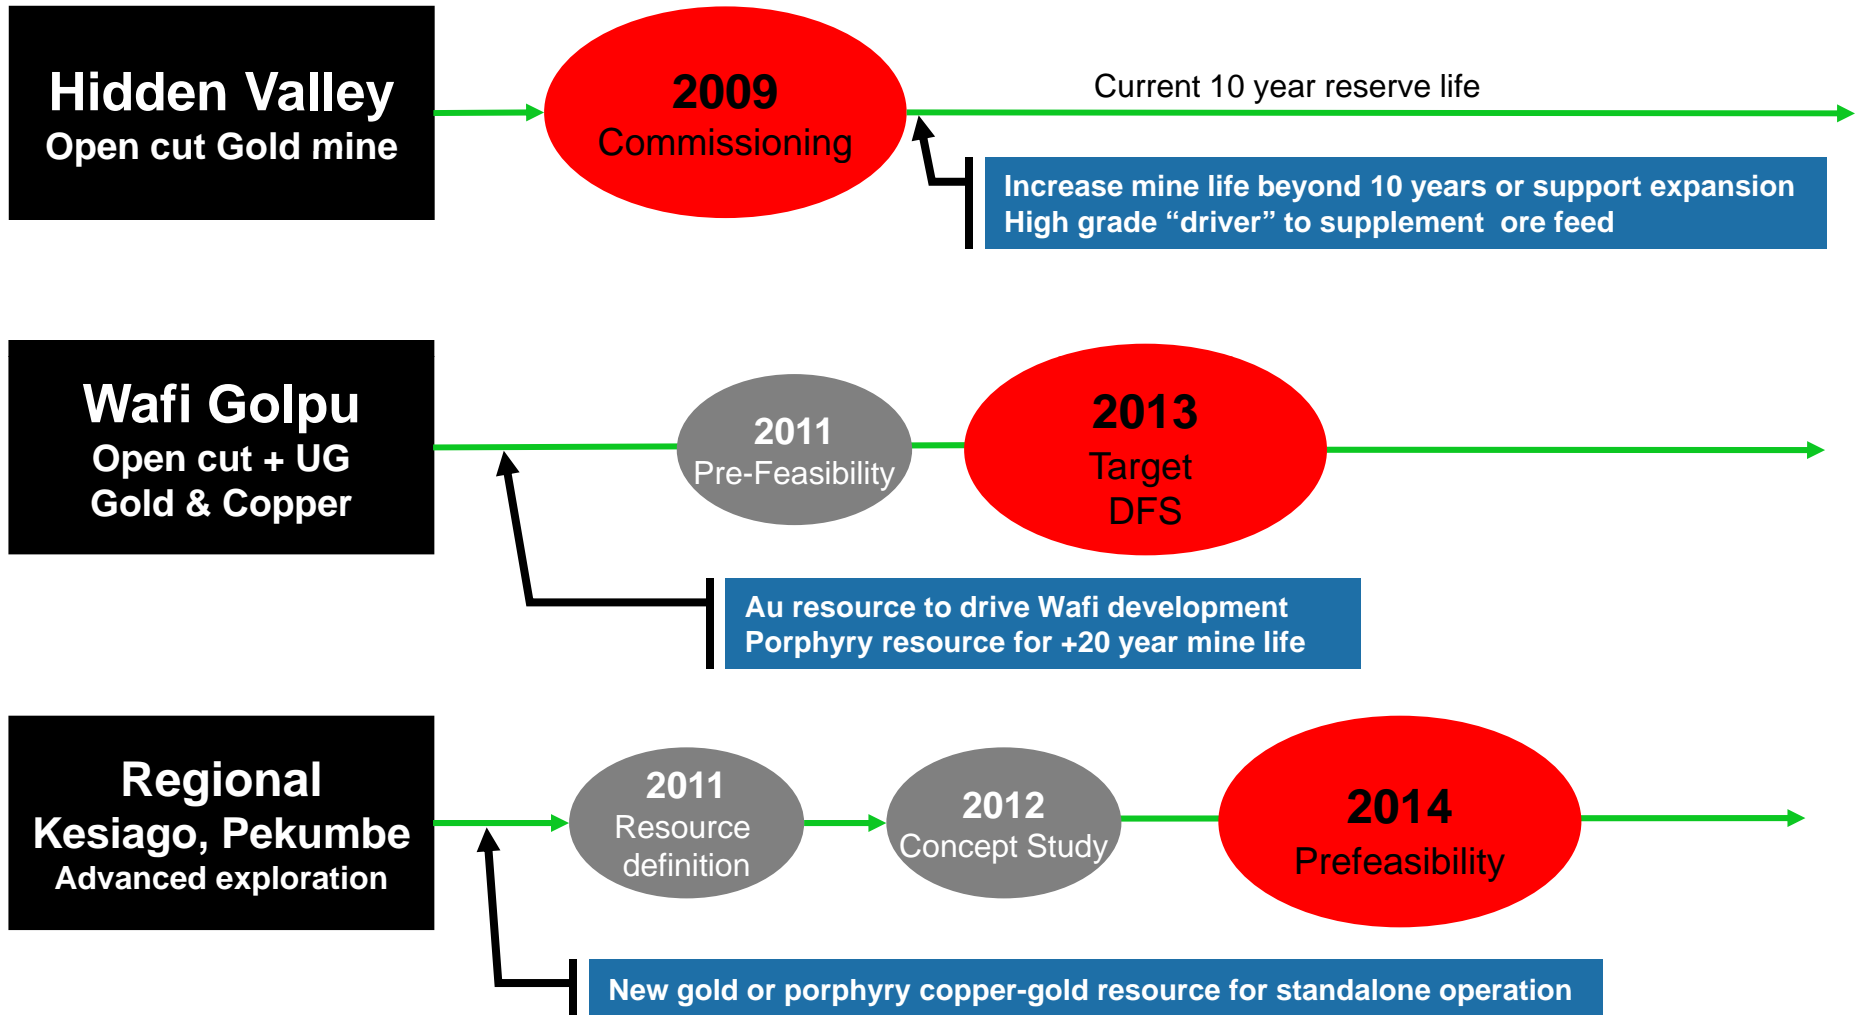 Hidden Valley
Open cut Gold mine
2009
Commissioning
Current 10 year reserve life
Increase mine life beyond 10 years or support expansion
High grade “driver” to supplement ore feed
Wafi Golpu
Open cut + UG
Gold & Copper
2011
Pre-Feasibility
2013
Target
DFS
Au resource to drive Wafi development
Porphyry resource for +20 year mine life
Regional
Kesiago, Pekumbe
Advanced exploration
2011
Resource
definition
2012
Concept Study
2014
Prefeasibility
New gold or porphyry copper-gold resource for standalone operation